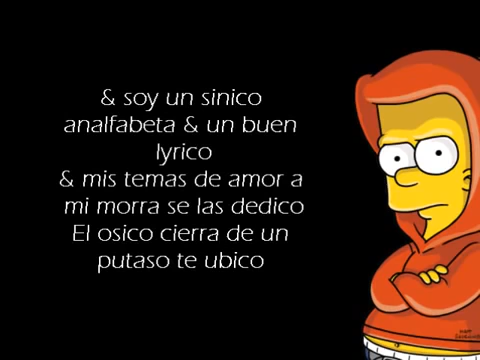 & soy un sinico
analfabeta & un buen
lyrico
& mis temas de amor a
mi morra se las dedico
El osico cierra de un
putaso te ubico